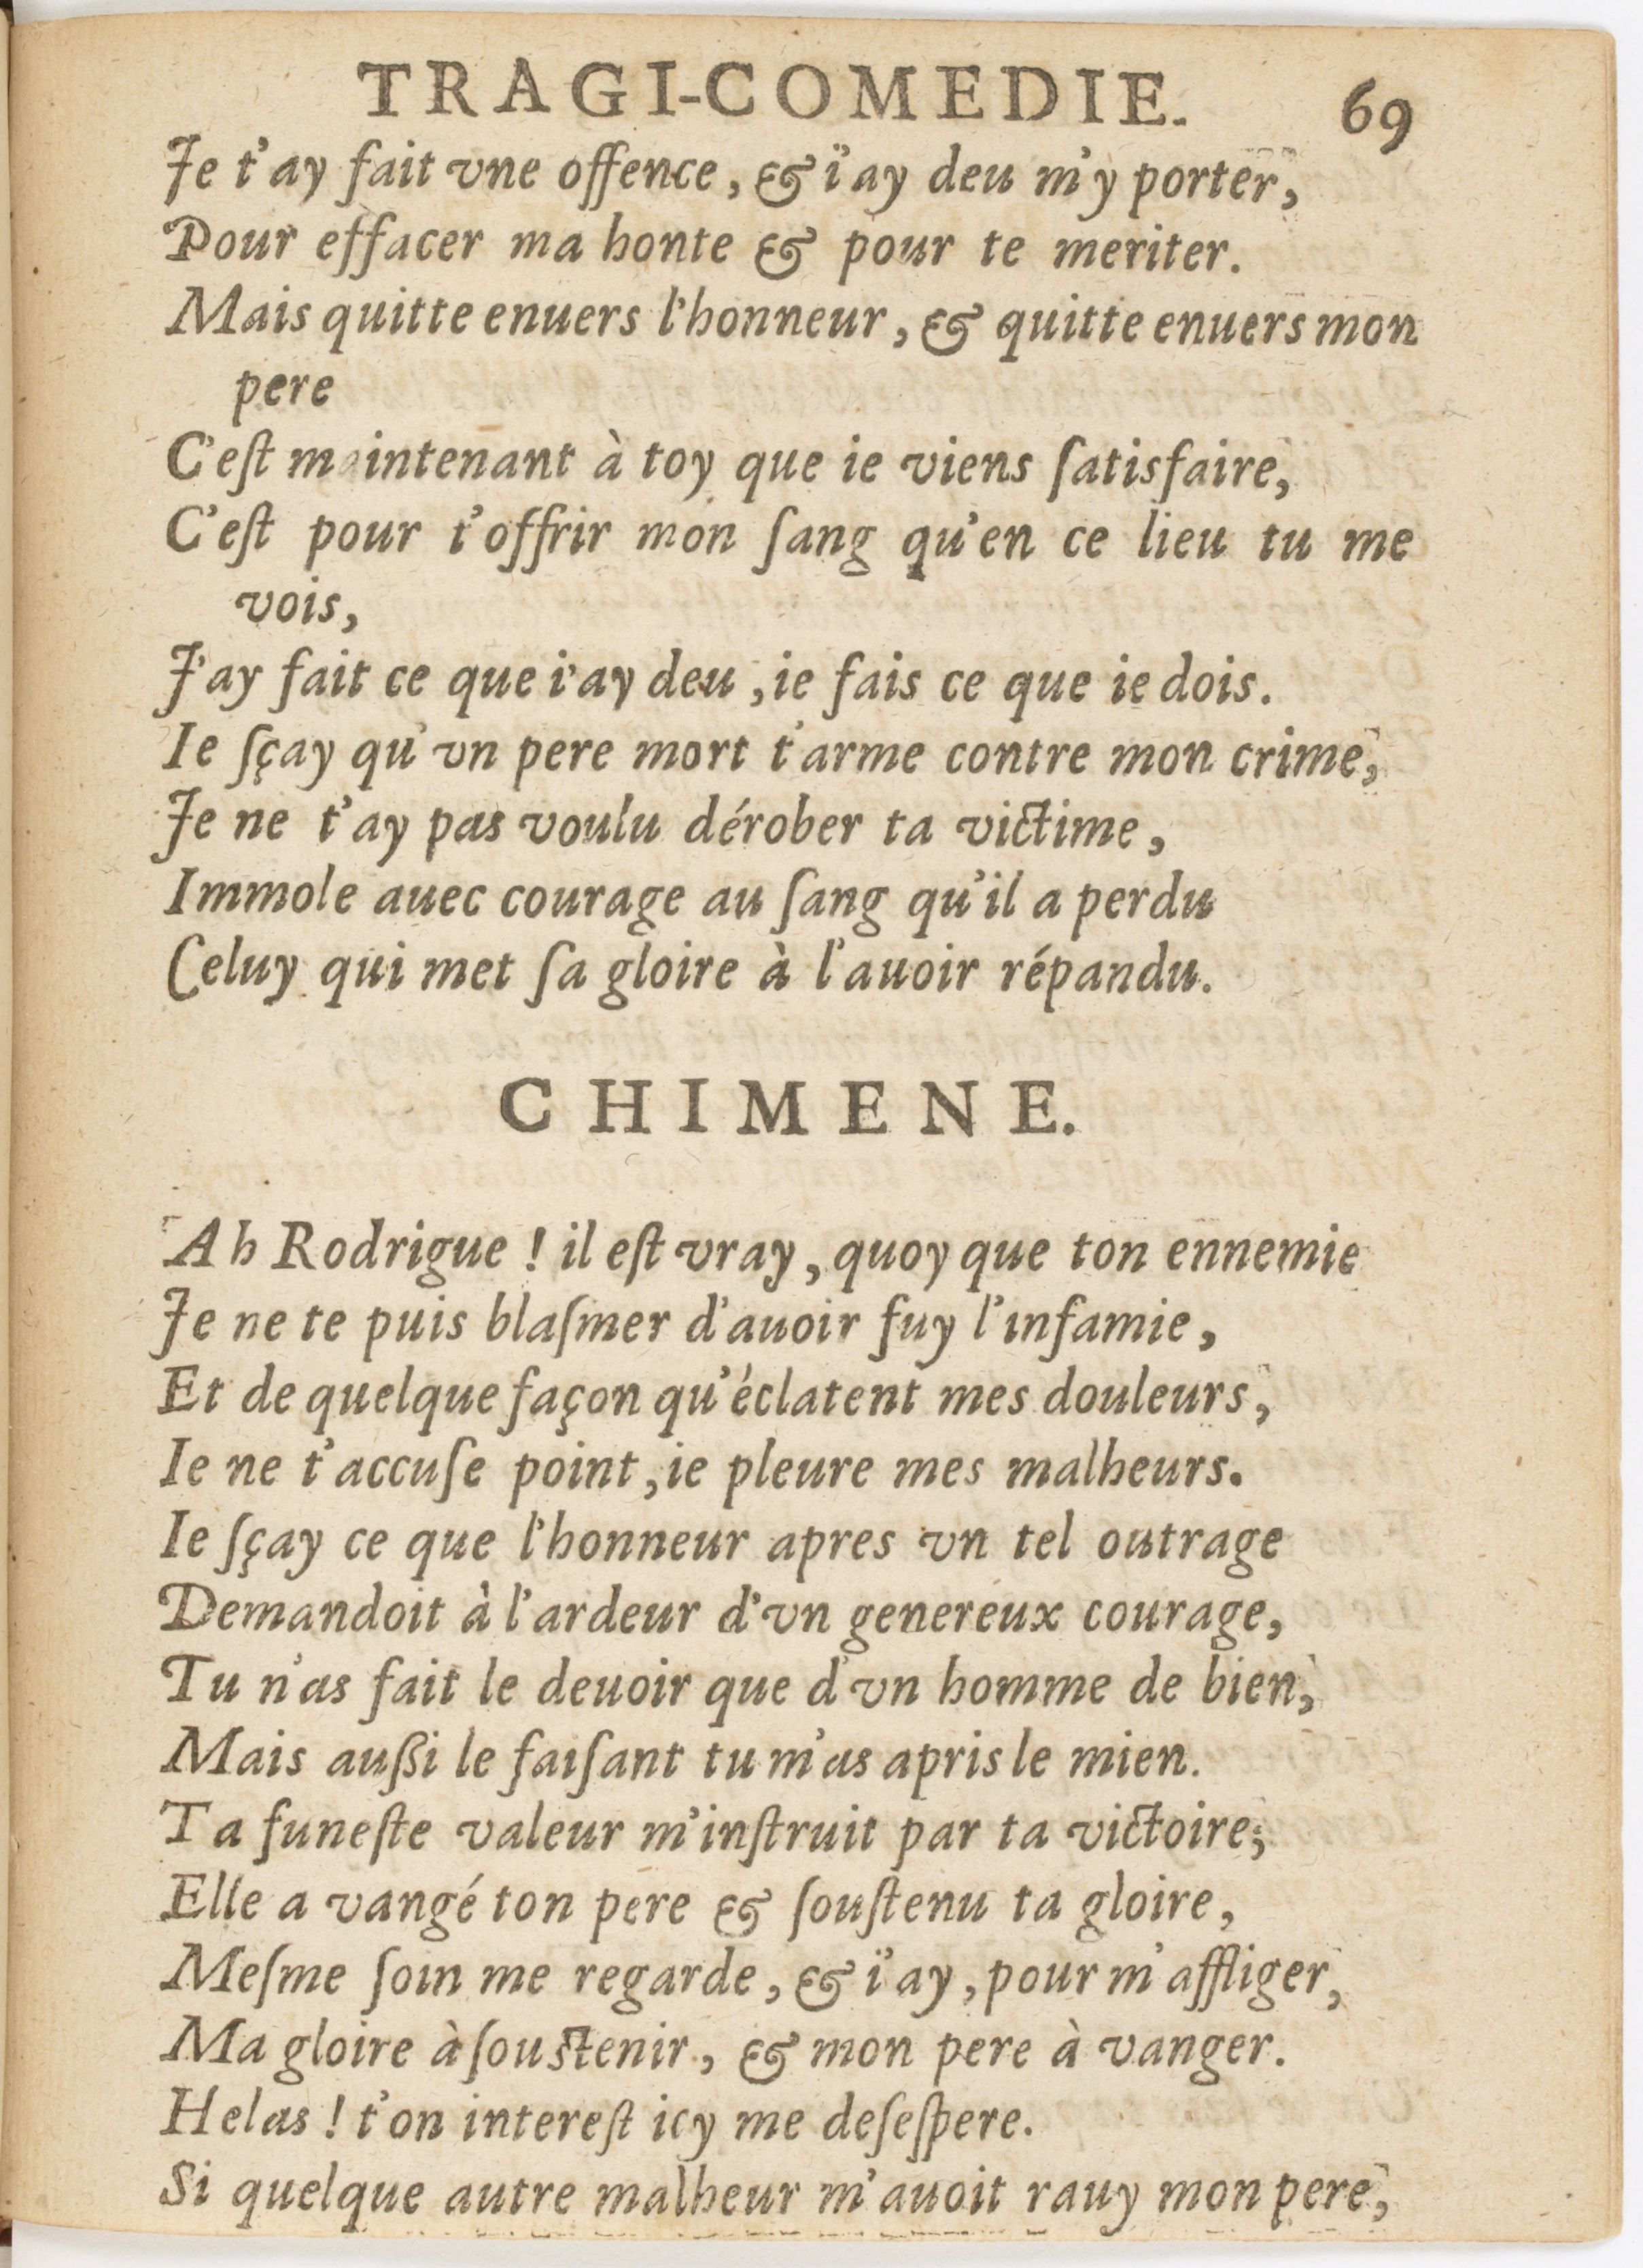 TRAGI-COMEDIE. 69
Je t'ay fait vne offence, & i'ay deu m'y porter,
Pour effacer ma honte & pour te meriter.
Mais quitte enuers l'honneur, & quitte enuers mon
pere
C'eſt maintenant à toy que ie viens ſatisfaire,
C'eſt pour t'offrir mon ſang qu'en ce lieu tu me
vois,
J'ay fait ce que i'ay deu, ie fais ce que ie dois.
Ie ſçay qu'vn pere mort t'arme contre mon crime,
Je ne t'ay pas voulu dérober ta victime,
Immole auec courage au ſang qu'il a perdu
Celuy qui met ſa gloire à l'auoir répandu.
CHIMENE.
Ah Rodrigue! il eſt vray, quoy que ton ennemie
Je ne te puis blaſmer d'auoir fuy l'infamie,
Et de quelque façon qu'éclatent mes douleurs,
Ie ne t'accuſe point, ie pleure mes malheurs.
Ie ſçay ce que l'honneur apres vn tel outrage
Demandoit à l'ardeur d'vn genereux courage,
Tu n'as fait le deuoir que d'vn homme de bien,
Mais außi le faiſant tu m'as apris le mien.
Ta funeſte valeur m'inſtruit par ta victoire;
Elle a vangé ton pere & ſouſtenu ta gloire,
Meſme ſoin me regarde, & i'ay, pour m'affliger,
Ma gloire à ſouſtenir, & mon pere à vanger.
Helas! t'on intereſt icy me deſeſpere.
Si quelque autre malheur m'auoit rauy mon pere,